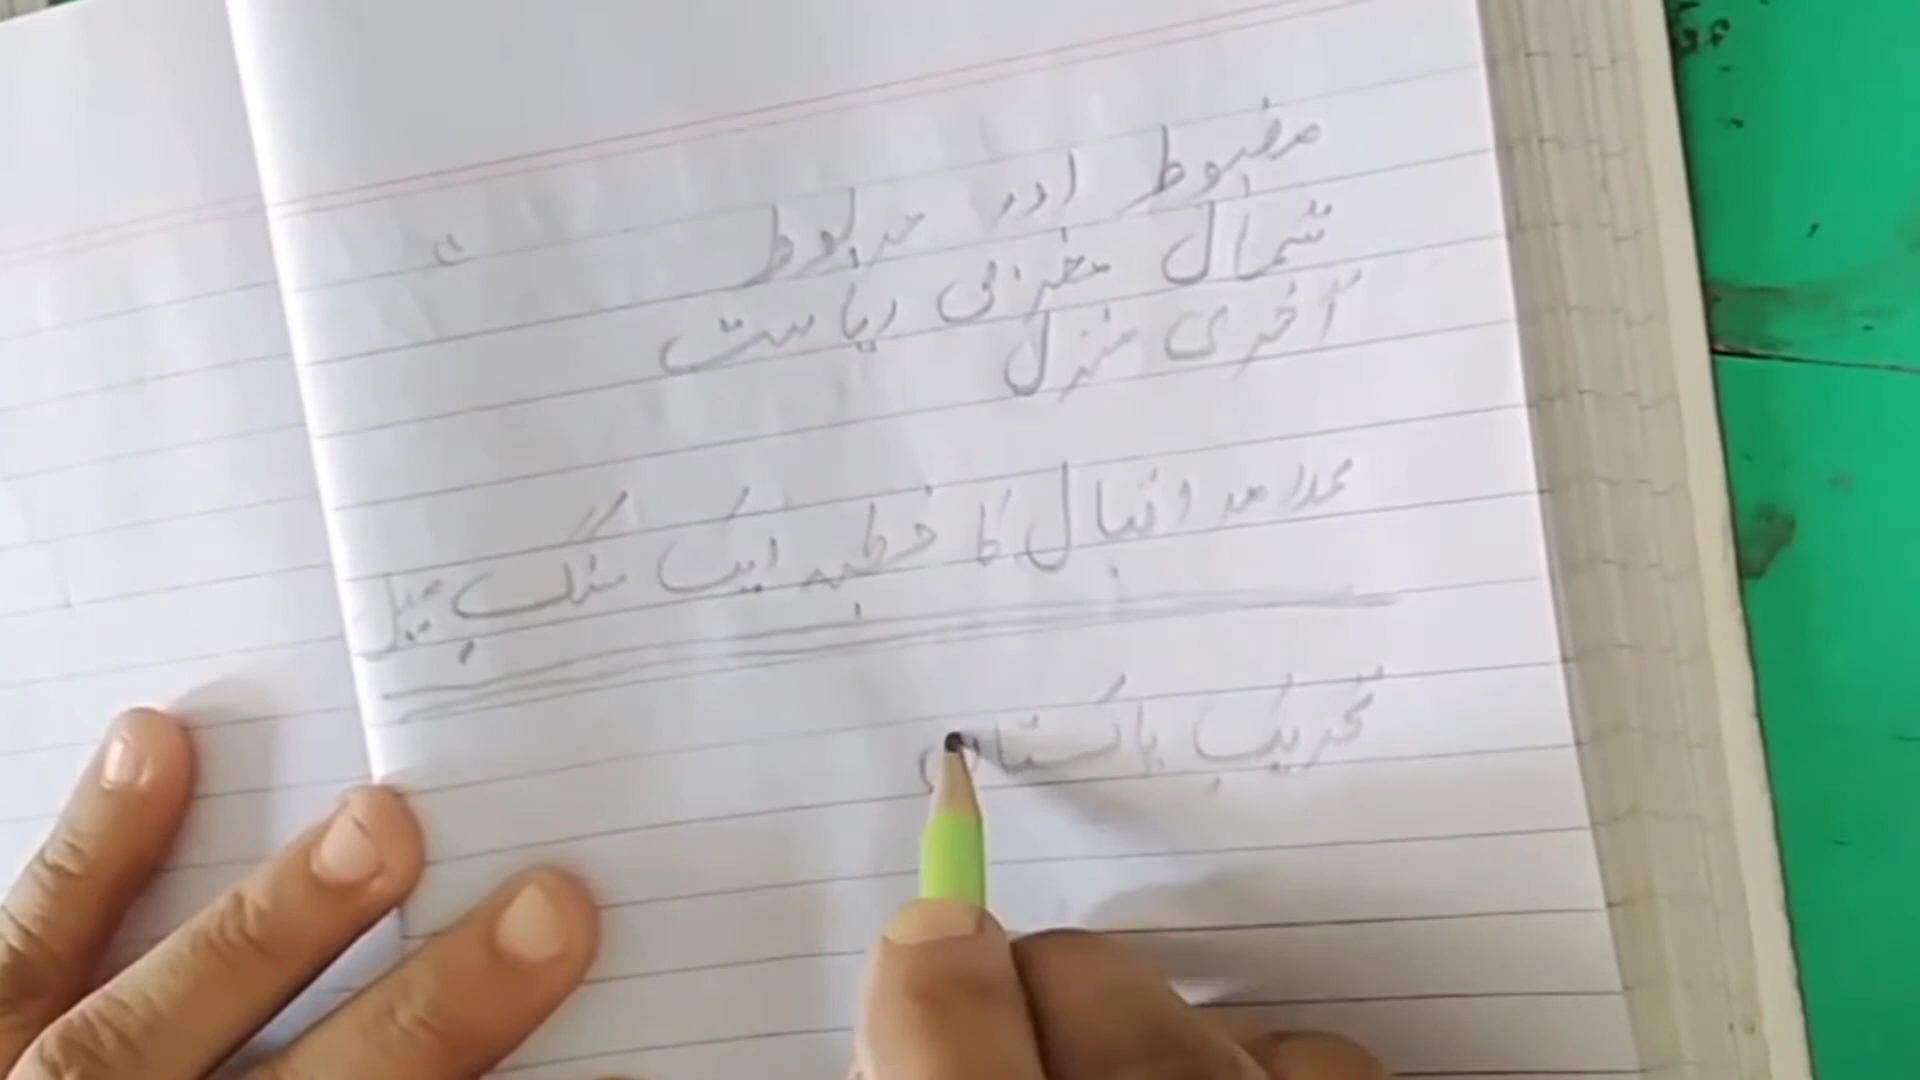 مضبوط اور مربوط
شمال مغربی ریاست
آخری منزل
علامہ اقبال کا خطبہ ایک سنگ میل
تحریک پاکستان